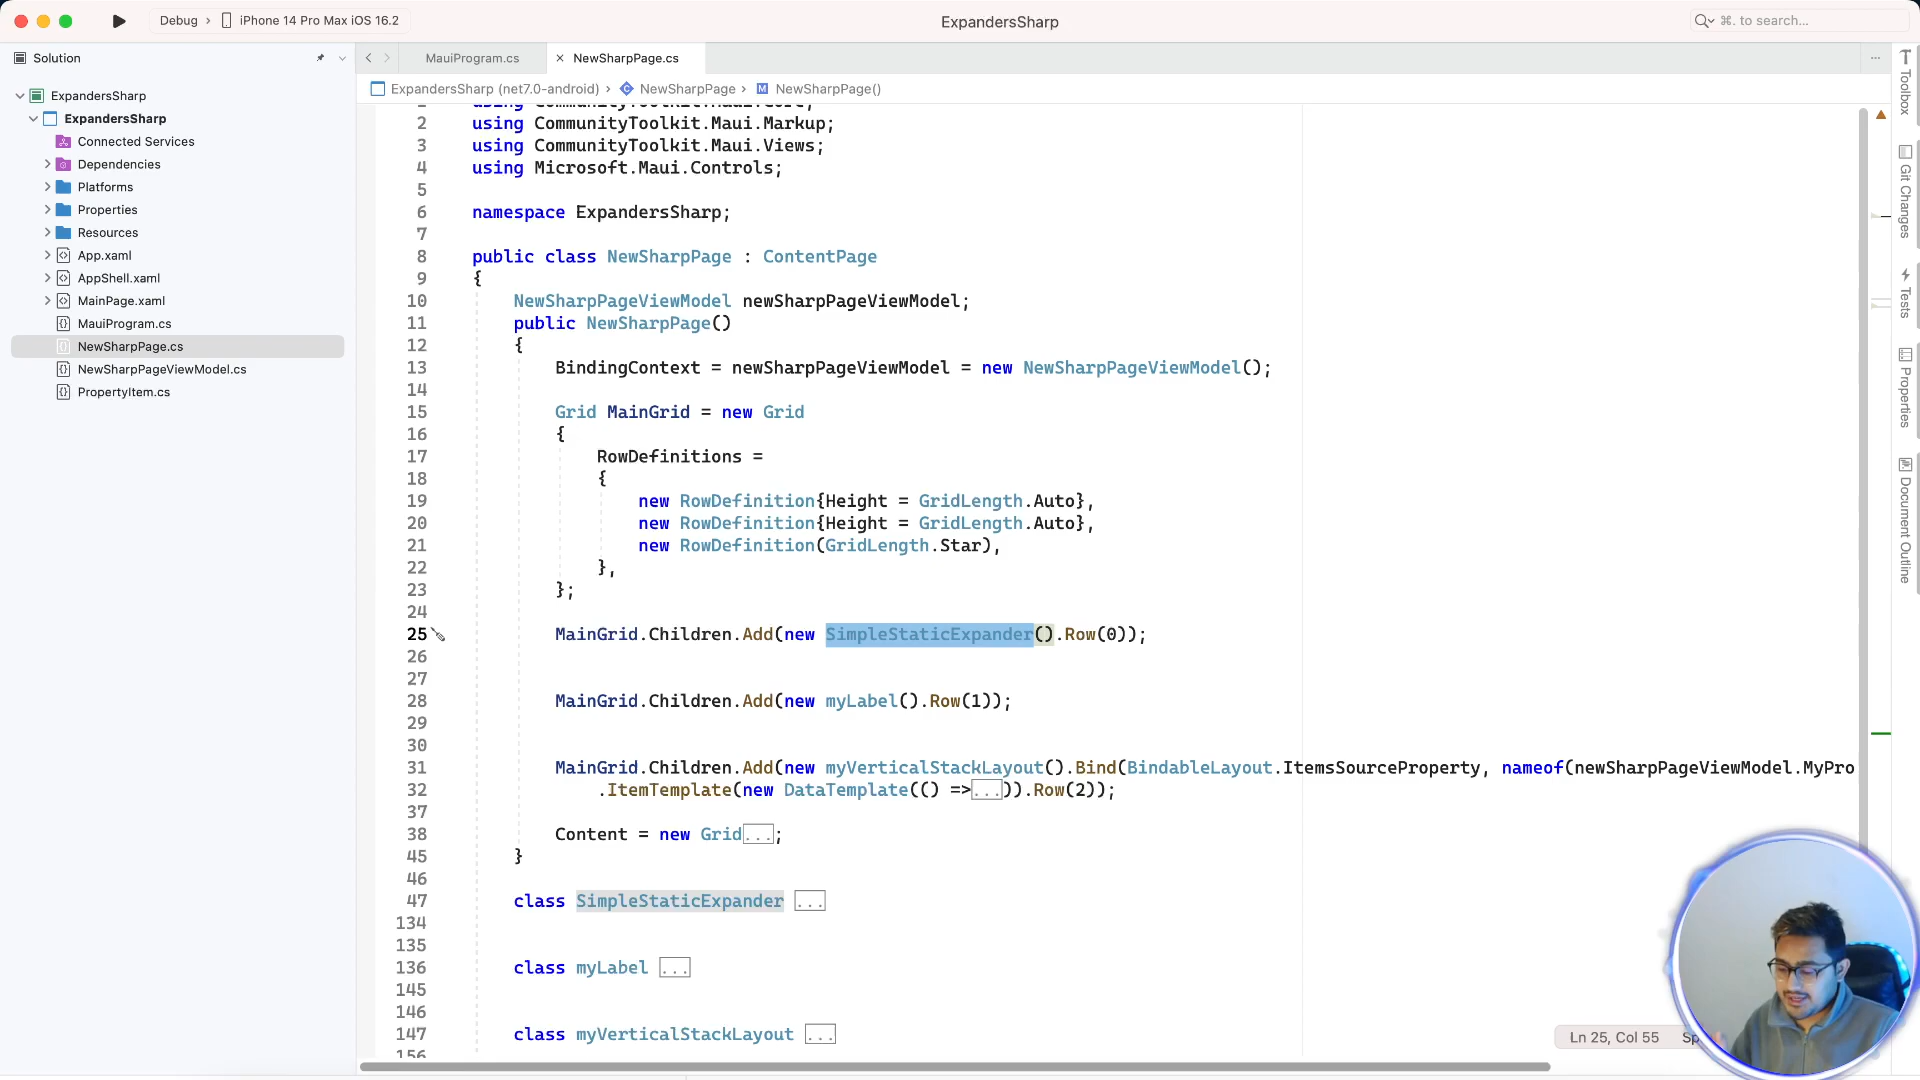 Debug › iPhone 14 Pro Max iOS 16.2
ExpandersSharp
⌘. to search...
Solution
ExpandersSharp
ExpandersSharp
Connected Services
Dependencies
Platforms
Properties
Resources
App.xaml
AppShell.xaml
MainPage.xaml
MauiProgram.cs
NewSharpPage.cs
NewSharpPageViewModel.cs
PropertyItem.cs
MauiProgram.cs
× NewSharpPage.cs
ExpandersSharp (net7.0-android) › NewSharpPage › NewSharpPage()
2 using CommunityToolkit.Maui.Markup;
3 using CommunityToolkit.Maui.Views;
4 using Microsoft.Maui.Controls;
5
6 namespace ExpandersSharp;
7
8 public class NewSharpPage : ContentPage
9 {
10 NewSharpPageViewModel newSharpPageViewModel;
11 public NewSharpPage()
12 {
13 BindingContext = newSharpPageViewModel = new NewSharpPageViewModel();
14
15 Grid MainGrid = new Grid
16 {
17 RowDefinitions =
18 {
19 new RowDefinition{Height = GridLength.Auto},
20 new RowDefinition{Height = GridLength.Auto},
21 new RowDefinition(GridLength.Star),
22 },
23 };
24
25 MainGrid.Children.Add(new SimpleStaticExpander().Row(0));
26
27
28 MainGrid.Children.Add(new myLabel().Row(1));
29
30
31 MainGrid.Children.Add(new myVerticalStackLayout().Bind(BindableLayout.ItemsSourceProperty, nameof(newSharpPageViewModel.MyPro
32 .ItemTemplate(new DataTemplate(() =>...)).Row(2));
37
38 Content = new Grid...;
45 }
46
47 class SimpleStaticExpander ...
134
135
136 class myLabel ...
145
146
147 class myVerticalStackLayout ...
156
Ln 25, Col 55
Toolbox
Git Changes
Tests
Properties
Document Outline